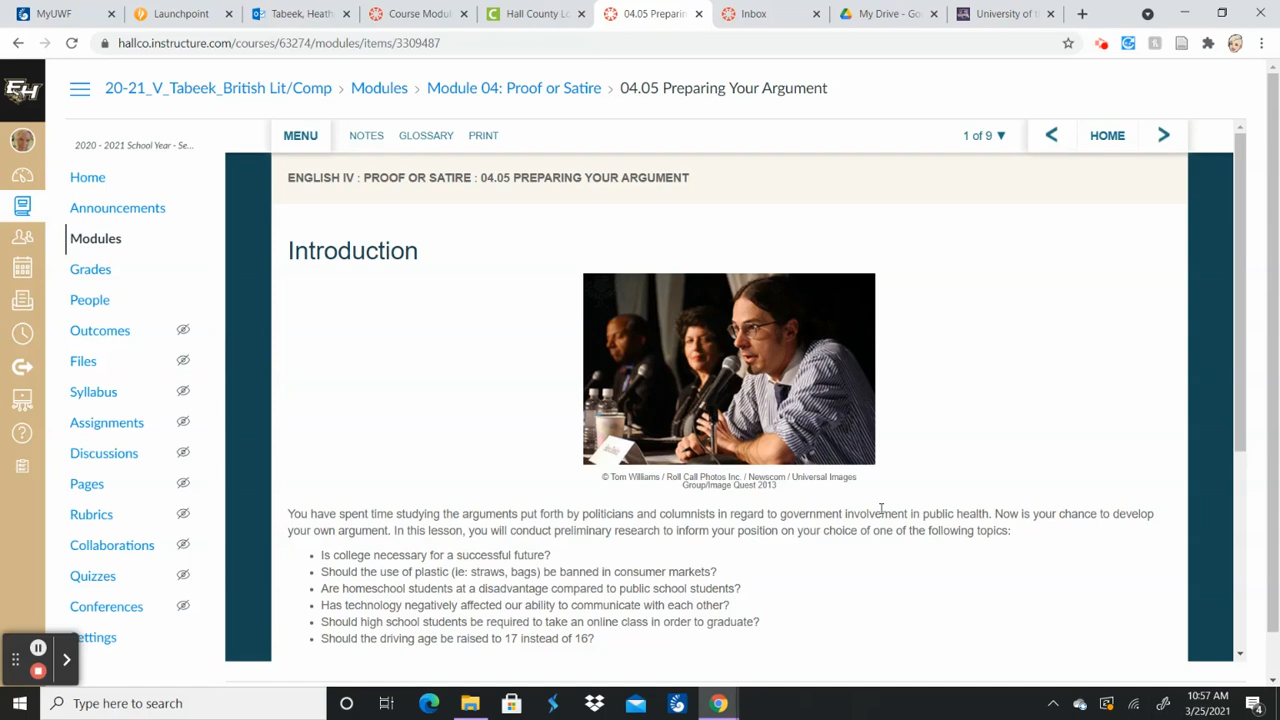 MyUWF
Launchpoint
Tabeek, Heath
Course Modul
Hall County Lo
04.05 Preparin
Inbox
My Drive - Go
University of t
hallco.instructure.com/courses/63274/modules/items/3309487
20-21_V_Tabeek_British Lit/Comp › Modules › Module 04: Proof or Satire › 04.05 Preparing Your Argument
2020 - 2021 School Year - Se...
Home
Announcements
Modules
Grades
People
Outcomes
Files
Syllabus
Assignments
Discussions
Pages
Rubrics
Collaborations
Quizzes
Conferences
ettings
MENU NOTES GLOSSARY PRINT 1 of 9 ▼ < HOME >
ENGLISH IV : PROOF OR SATIRE : 04.05 PREPARING YOUR ARGUMENT
Introduction
© Tom Williams / Roll Call Photos Inc. / Newscom / Universal Images
Group/Image Quest 2013
You have spent time studying the arguments put forth by politicians and columnists in regard to government involvement in public health. Now is your chance to develop
your own argument. In this lesson, you will conduct preliminary research to inform your position on your choice of one of the following topics:
• Is college necessary for a successful future?
• Should the use of plastic (ie: straws, bags) be banned in consumer markets?
• Are homeschool students at a disadvantage compared to public school students?
• Has technology negatively affected our ability to communicate with each other?
• Should high school students be required to take an online class in order to graduate?
• Should the driving age be raised to 17 instead of 16?
Type here to search
10:57 AM
3/25/2021
4